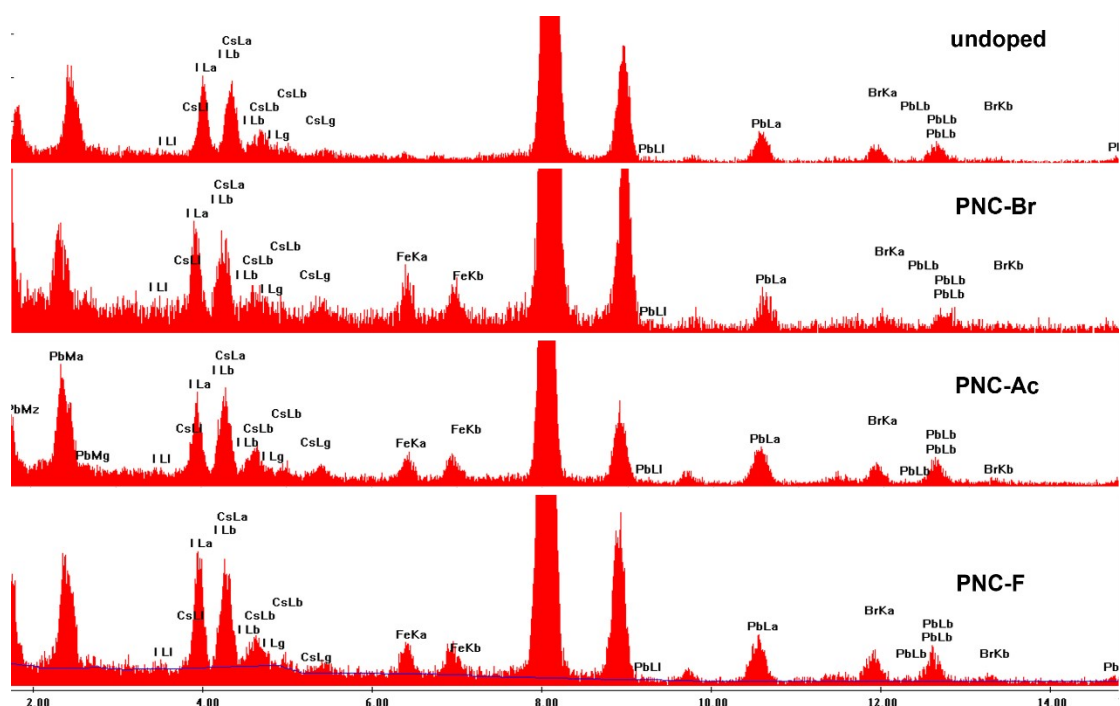 undoped
CsLa
I Lb
I La
CsLb
CsLl
CsLb
I Lb
CsLg
I Lg
I Ll
BrKa
PbLb
BrKb
PbLb
PbLb
PbLa
PbLl
PNC-Br
CsLa
I Lb
I La
CsLb
CsLl
CsLb
I Lb
I Lg
CsLg
I Ll
FeKa
FeKb
BrKa
PbLb
BrKb
PbLb
PbLb
PbLa
PbLl
PNC-Ac
PbMa
CsLa
I Lb
I La
PbMz
CsLb
CsLl
CsLb
I Lb
CsLg
I Lg
PbMg
I Ll
FeKa
FeKb
BrKa
PbLb
PbLb
PbLa
PbLl
PbLb
BrKb
PNC-F
CsLa
I Lb
I La
CsLb
CsLl
CsLb
I Lb
I Lg
I Ll
CsLg
FeKa
FeKb
BrKa
PbLb
PbLa
PbLb
PbLb
BrKb
PbLl
Pb
2.00 4.00 6.00 8.00 10.00 12.00 14.00